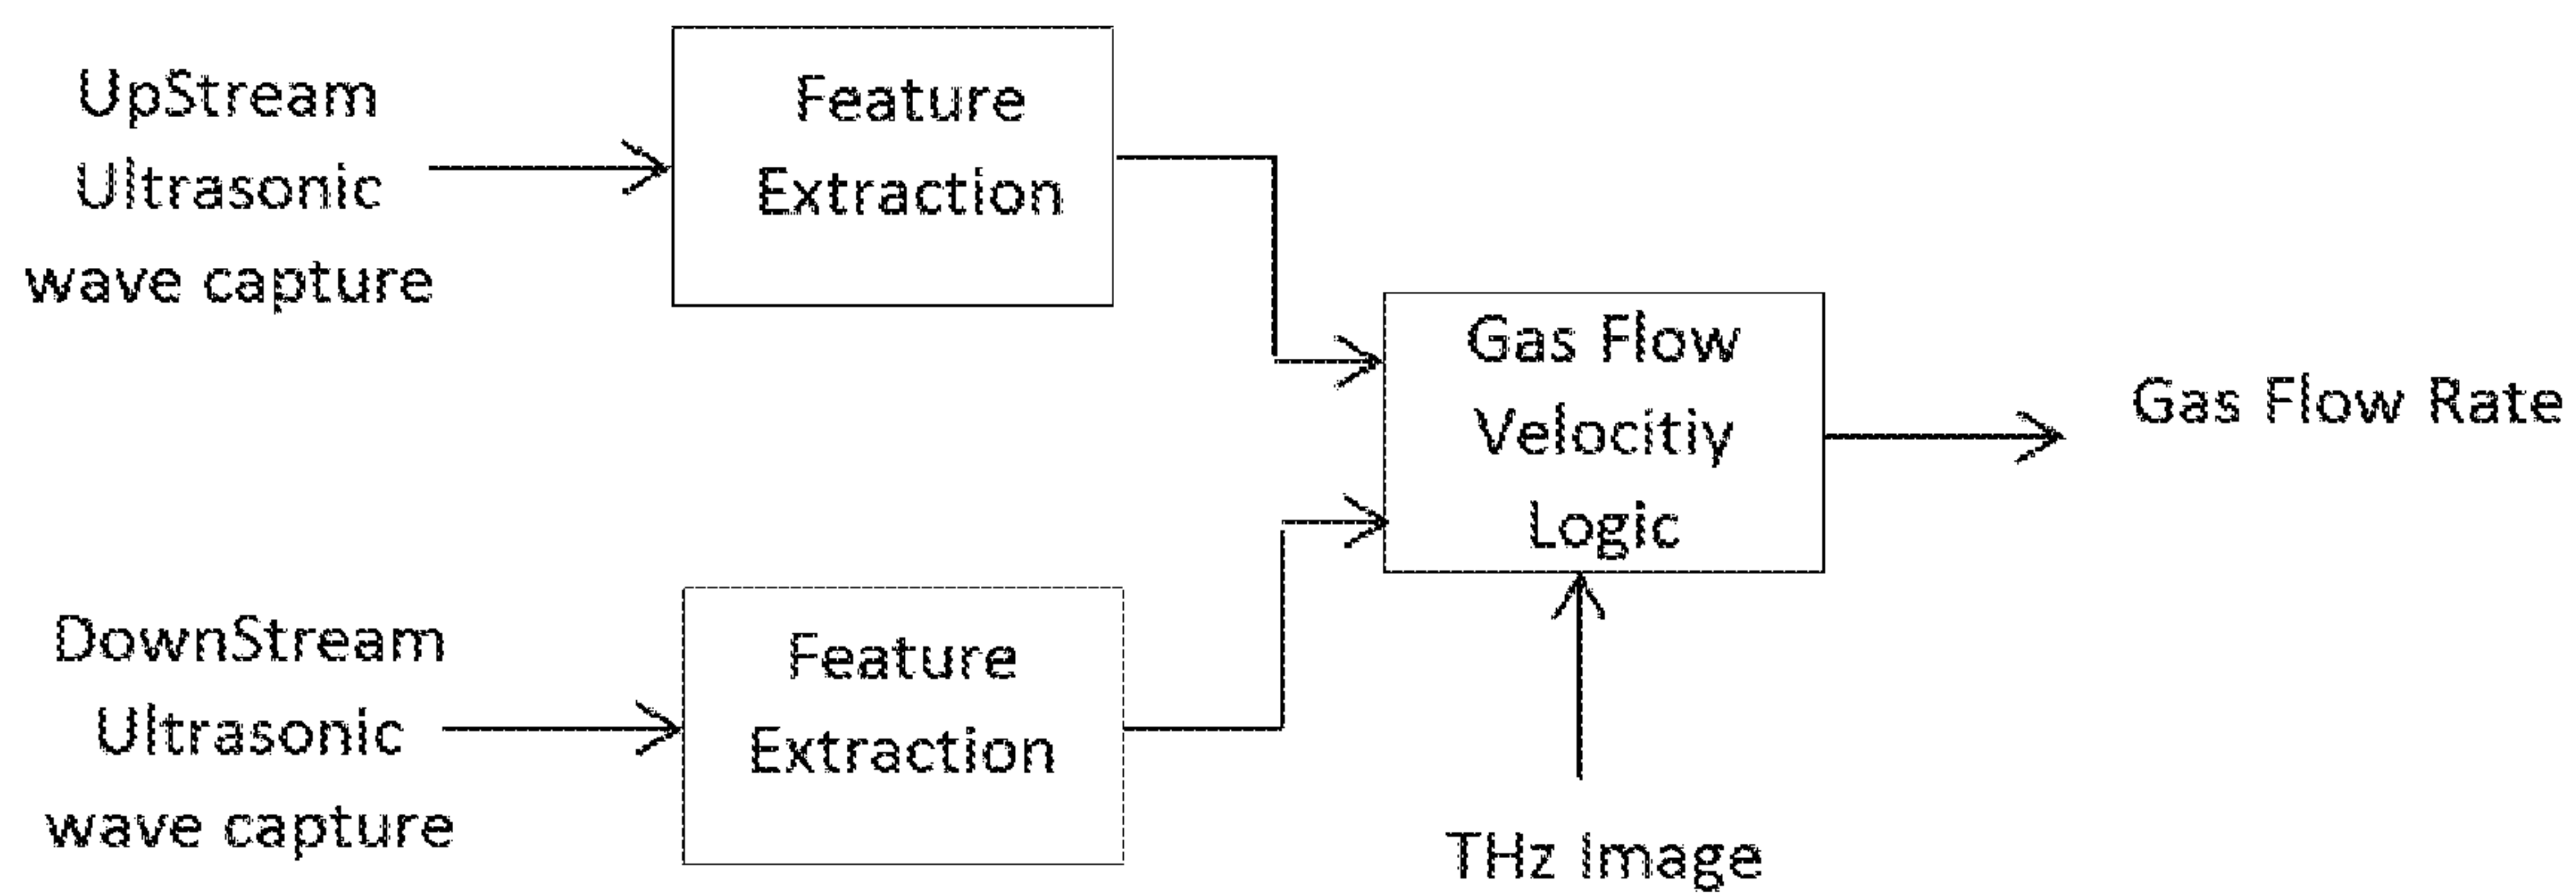 UpStream
Ultrasonic
wave capture
Feature
Extraction
Gas Flow
Velocitiy
Logic
Gas Flow Rate
DownStream
Ultrasonic
wave capture
Feature
Extraction
THz Image